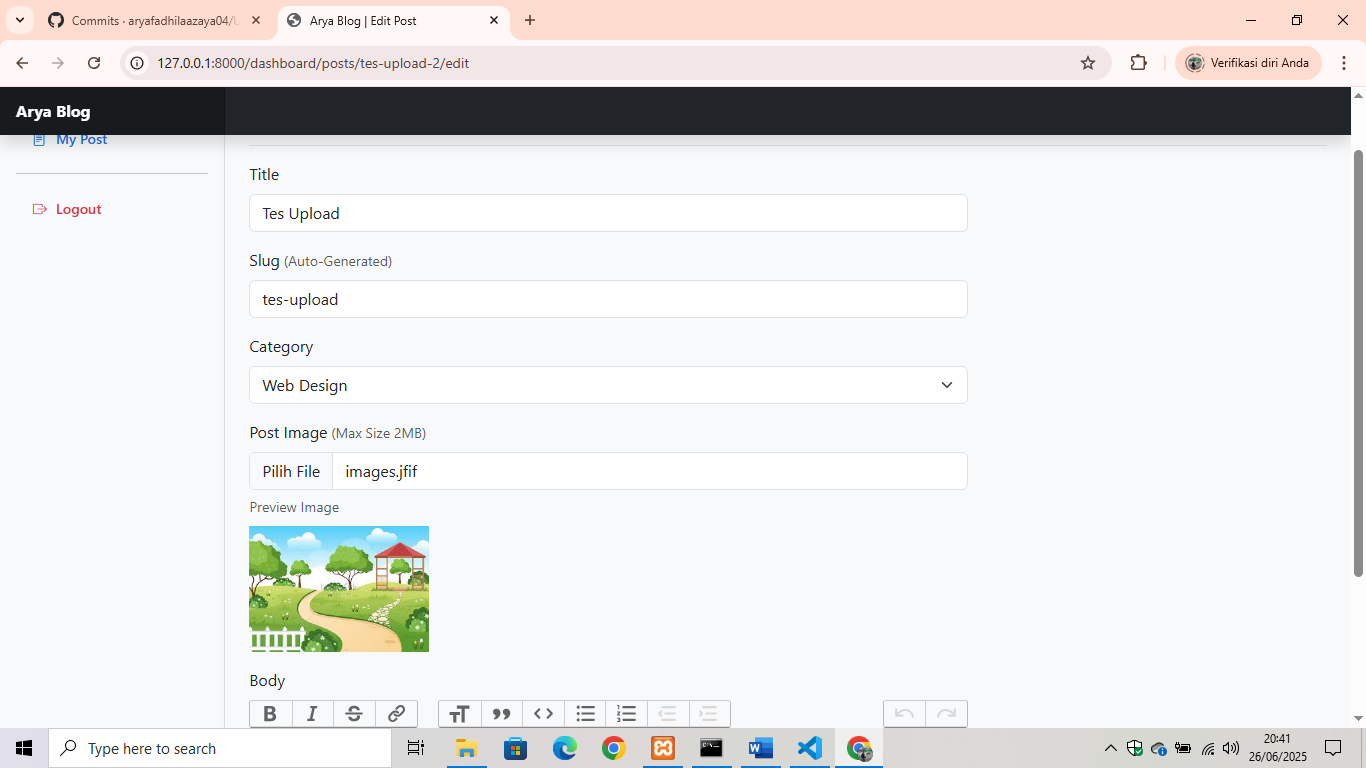 Commits · aryafadhilaazaya04/U
Arya Blog | Edit Post
127.0.0.1:8000/dashboard/posts/tes-upload-2/edit
Verifikasi diri Anda
Arya Blog
My Post
Logout
Title
Tes Upload
Slug (Auto-Generated)
tes-upload
Category
Web Design
Post Image (Max Size 2MB)
Pilih File images.jfif
Preview Image
Body
Type here to search
20:41
26/06/2025